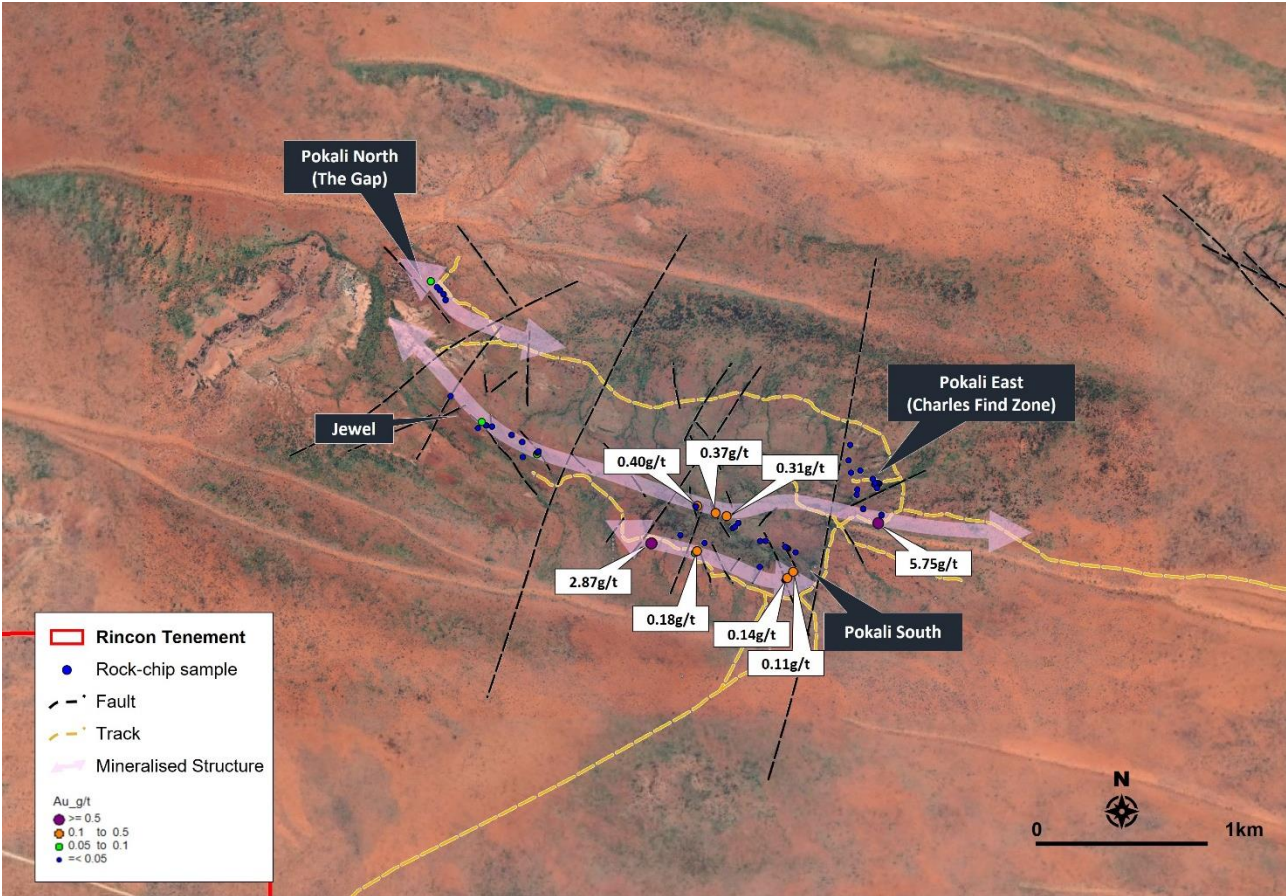 Pokali North
(The Gap)
Pokali East
(Charles Find Zone)
Jewel
0.40g/t
0.37g/t
0.31g/t
2.87g/t
0.18g/t
0.14g/t
0.11g/t
5.75g/t
Pokali South
Rincon Tenement
Rock-chip sample
Fault
Track
Mineralised Structure
Au_g/t
>= 0.5
0.1 to 0.5
0.05 to 0.1
=< 0.05
N
0 1km